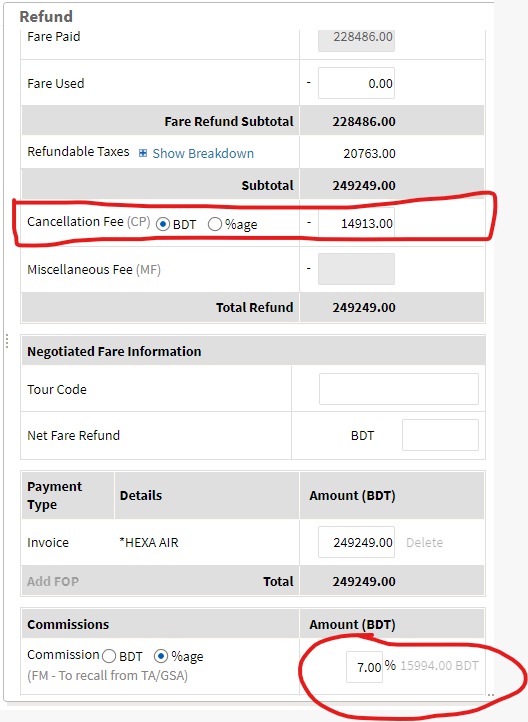 Refund
Fare Paid 228486.00
Fare Used - 0.00
Fare Refund Subtotal 228486.00
Refundable Taxes Show Breakdown 20763.00
Subtotal 249249.00
Cancellation Fee (CP) BDT %age - 14913.00
Miscellaneous Fee (MF) -
Total Refund 249249.00
Negotiated Fare Information
Tour Code
Net Fare Refund BDT
Payment Type Details Amount (BDT)
Invoice *HEXA AIR 249249.00 Delete
Add FOP Total 249249.00
Commissions Amount (BDT)
Commission BDT %age 7.00 % 15994.00 BDT
(FM - To recall from TA/GSA)